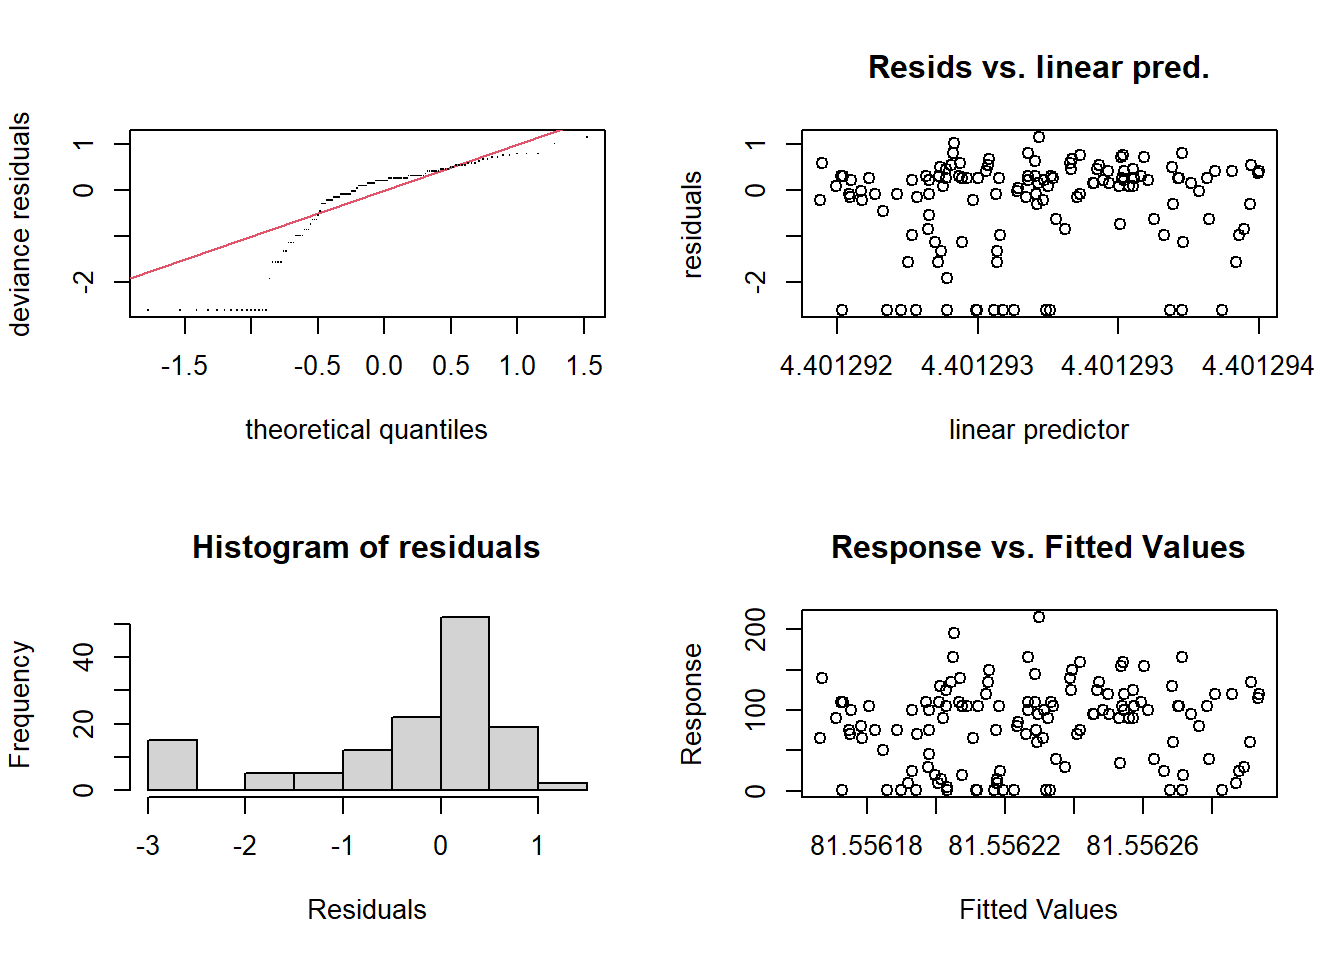 deviance residuals
1
0
-2
-1.5
-0.5
0.0
0.5
1.0
1.5
theoretical quantiles
Resids vs. linear pred.
residuals
1
0
-2
4.401292
4.401293
4.401293
4.401294
linear predictor
Histogram of residuals
Frequency
40
20
0
-3
-2
-1
0
1
Residuals
Response vs. Fitted Values
Response
200
100
0
81.55618
81.55622
81.55626
Fitted Values